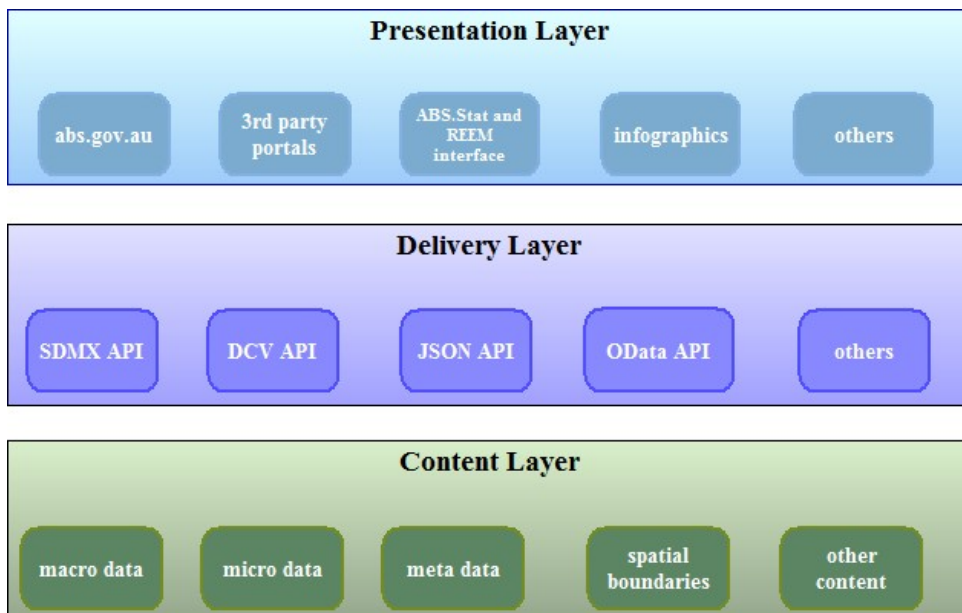 Presentation Layer
abs.gov.au
3rd party
portals
ABS.Stat and
REEM
interface
infographics
others
Delivery Layer
SDMX API
DCV API
JSON API
OData API
others
Content Layer
macro data
micro data
meta data
spatial
boundaries
other
content